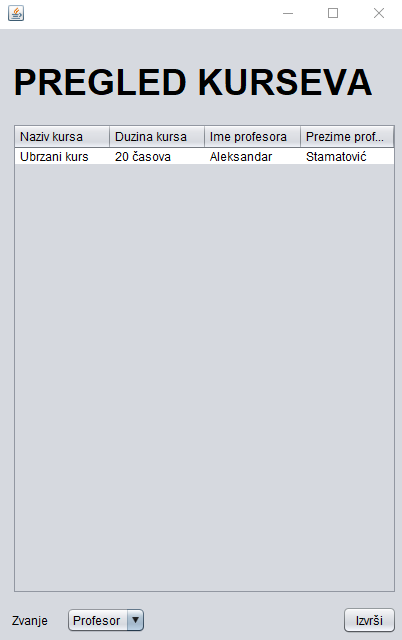 PREGLED KURSEVA
Naziv kursa Duzina kursa Ime profesora Prezime prof...
Ubrzani kurs 20 časova Aleksandar Stamatović
Zvanje Profesor Izvrši